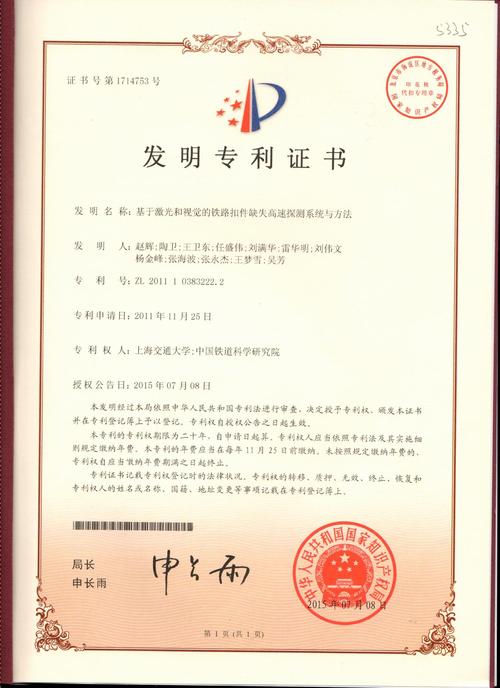 5335
证书号第1714753号
国家知识产权局
印花税
代扣专用章
发明专利证书
发明名称：基于激光和视觉的铁路扣件缺失高速探测系统与方法
发明人：赵辉;陶卫;王卫东;任盛伟;刘满华;雷华明;刘伟文
杨金峰;张海波;张永杰;王梦雪;吴芳
专利号：ZL 2011 1 0383222.2
专利申请日：2011年11月25日
专利权人：上海交通大学;中国铁道科学研究院
授权公告日：2015年07月08日
本发明经过本局依照中华人民共和国专利法进行审查，决定授予专利权，颁发本证书
并在专利登记簿上予以登记。专利权自授权公告之日起生效。
本专利的专利权期限为二十年，自申请日起算。专利权人应当依照专利法及其实施细
则规定缴纳年费。本专利的年费应当在每年11月25日前缴纳。未按照规定缴纳年费的，
专利权自应当缴纳年费期满之日起终止。
专利证书记载专利权登记时的法律状况。专利权的转移、质押、无效、终止、恢复和
专利权人的姓名或名称、国籍、地址变更等事项记载在专利登记簿上。
局长
申长雨
申长雨
中华人民共和国国家知识产权局
2015年07月08日
第1页(共1页)